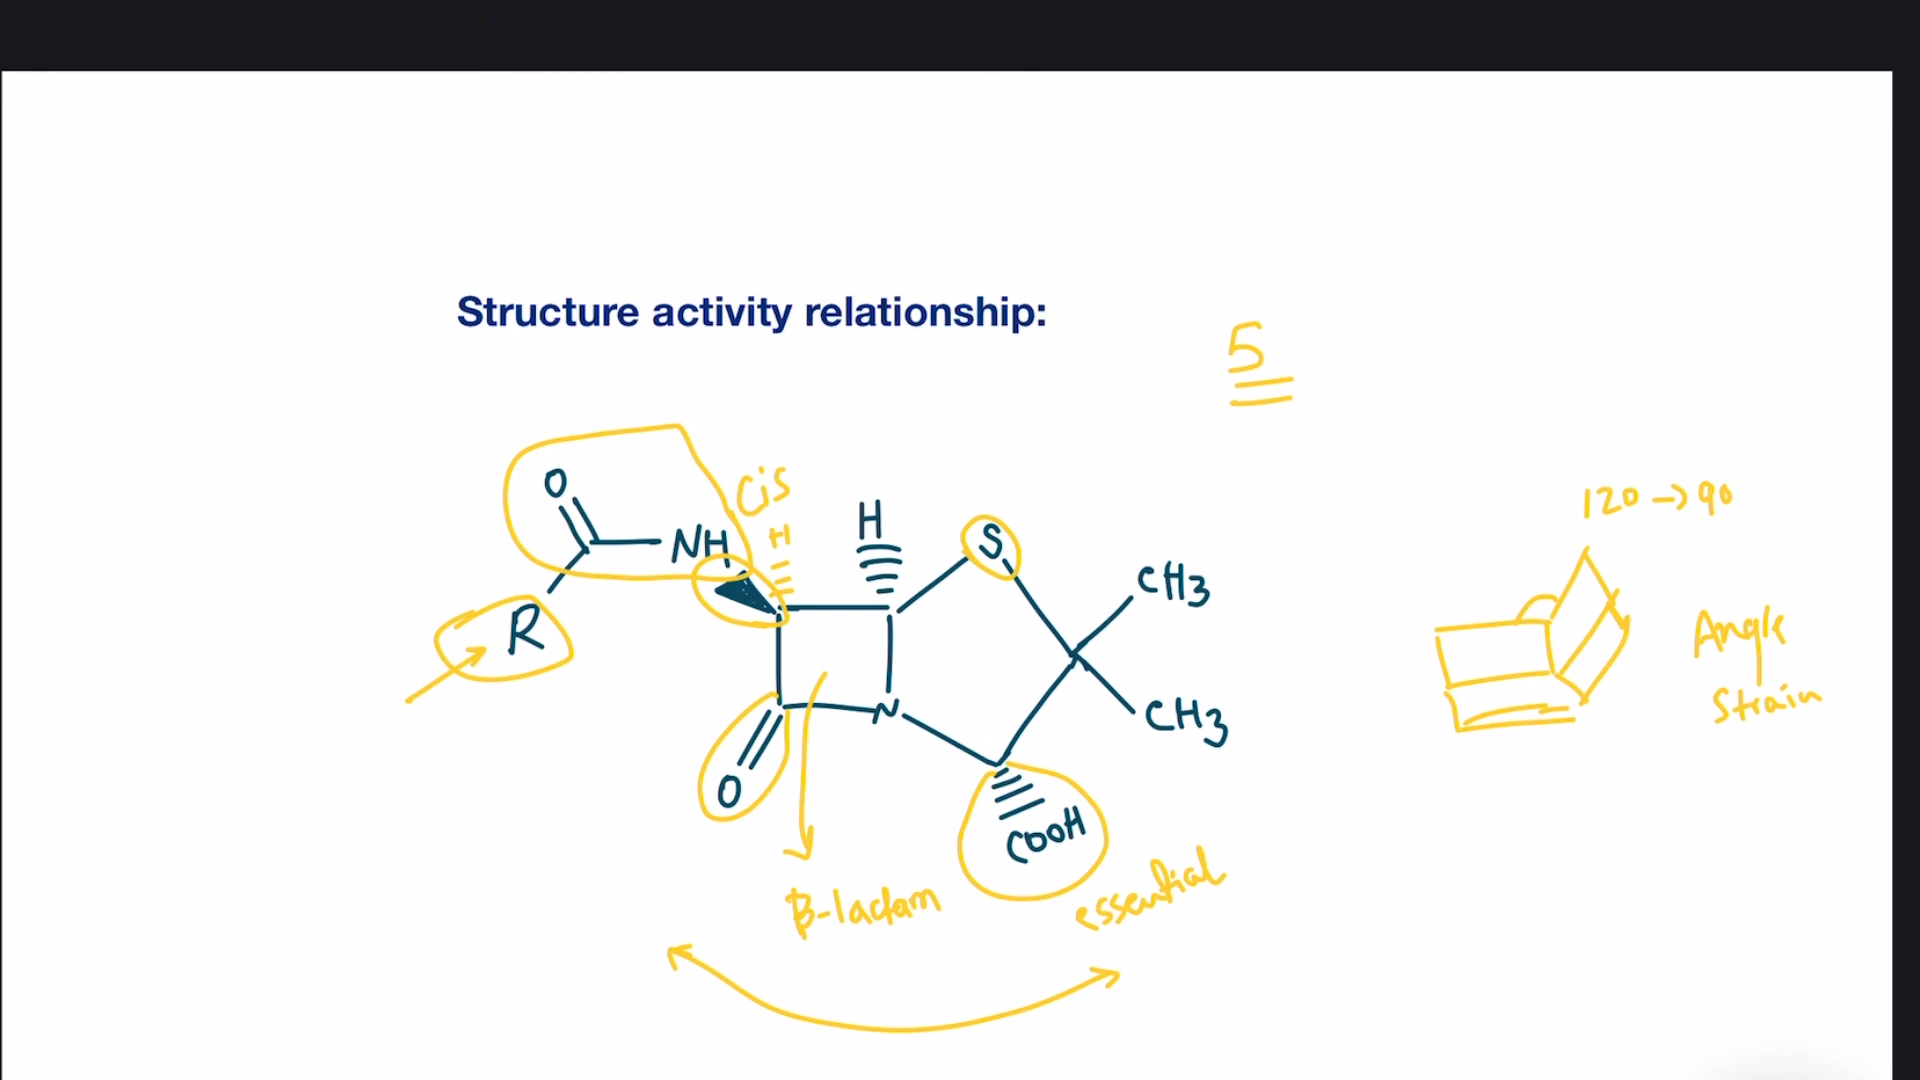 Structure activity relationship:
5
120 → 90
O
Cis
H
H
S
NH
CH3
R
Angle
strain
N
CH3
O
COOH
β-lactam
essential